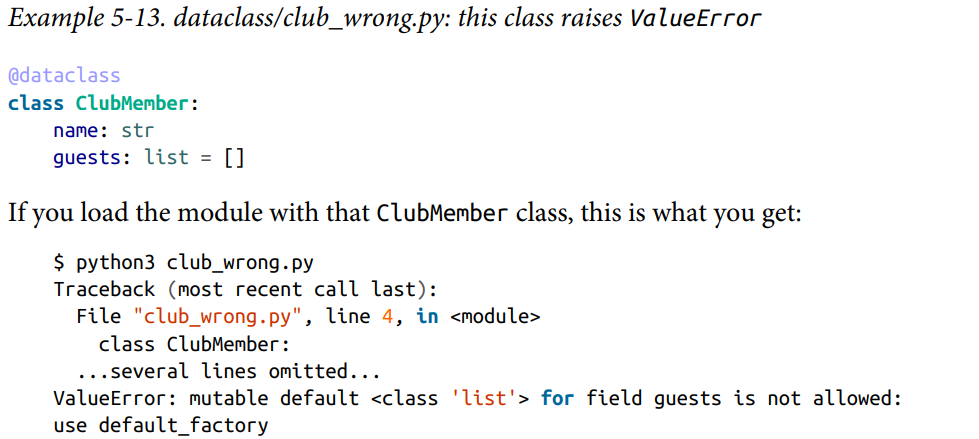 Example 5-13. dataclass/club_wrong.py: this class raises ValueError
@dataclass
class ClubMember:
    name: str
    guests: list = []
If you load the module with that ClubMember class, this is what you get:
$ python3 club_wrong.py
Traceback (most recent call last):
  File "club_wrong.py", line 4, in <module>
    class ClubMember:
  ...several lines omitted...
ValueError: mutable default <class 'list'> for field guests is not allowed:
use default_factory